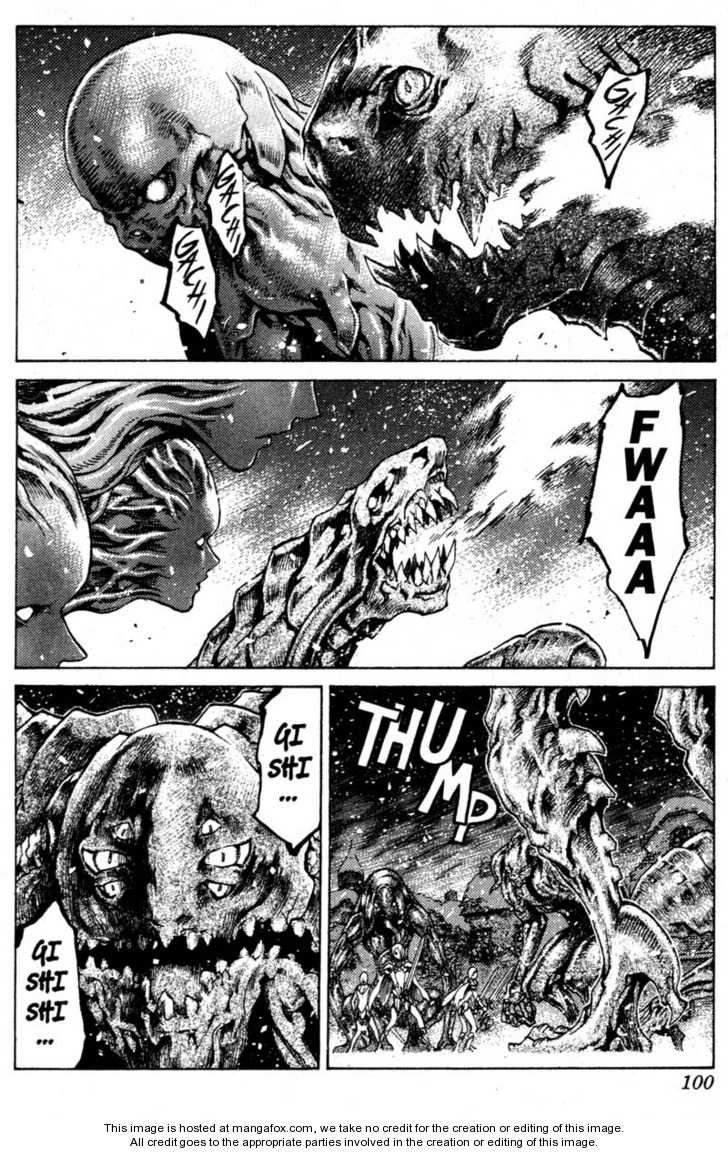 GACHI
GACHI
GACHI
FWAAA
GI
SHI
...
GI
SHI
SHI
...
THU
MP
100
This image is hosted at mangafox.com, we take no credit for the creation or editing of this image.
All credit goes to the appropriate parties involved in the creation or editing of this image.